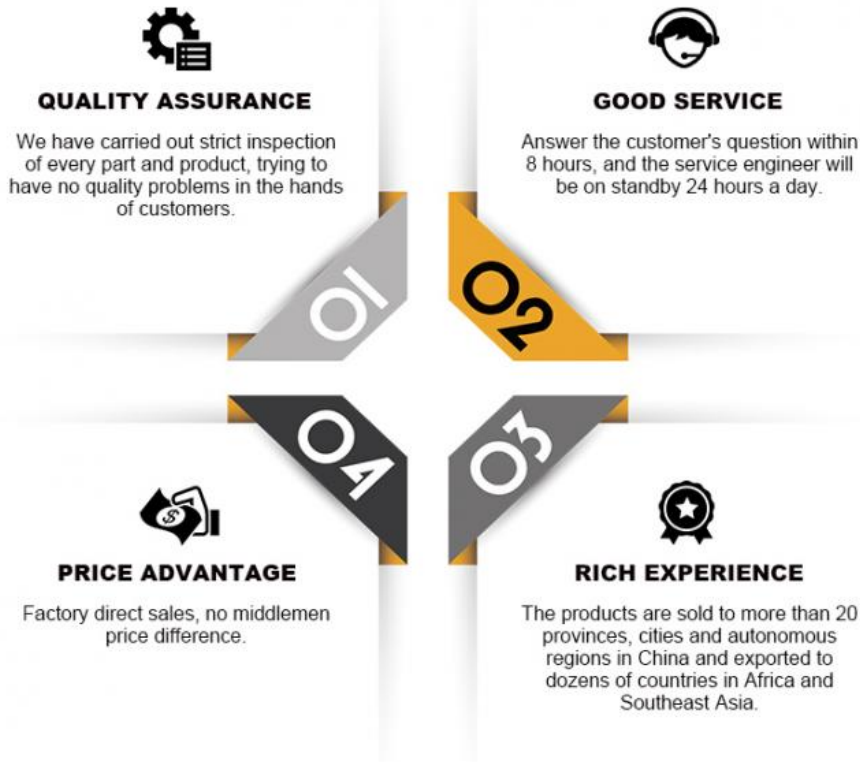 QUALITY ASSURANCE
We have carried out strict inspection
of every part and product, trying to
have no quality problems in the hands
of customers.
01
GOOD SERVICE
Answer the customer's question within
8 hours, and the service engineer will
be on standby 24 hours a day.
02
04
PRICE ADVANTAGE
Factory direct sales, no middlemen
price difference.
03
RICH EXPERIENCE
The products are sold to more than 20
provinces, cities and autonomous
regions in China and exported to
dozens of countries in Africa and
Southeast Asia.
$